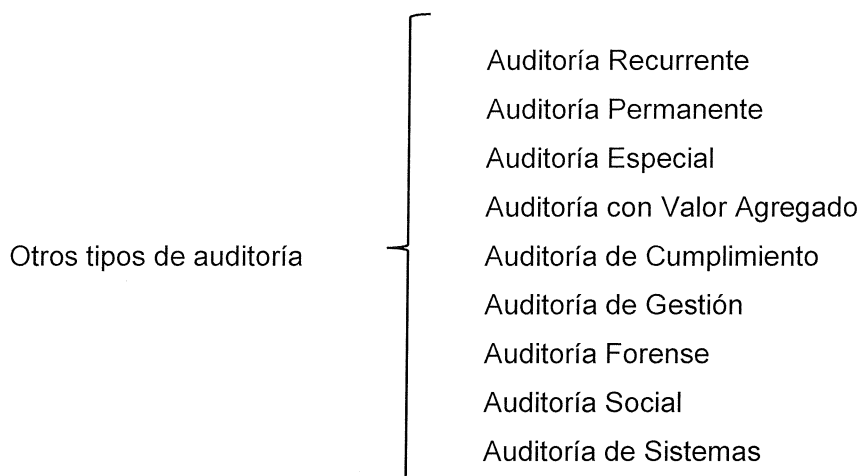 Auditoría Recurrente
Auditoría Permanente
Auditoría Especial
Auditoría con Valor Agregado
Otros tipos de auditoría
Auditoría de Cumplimiento
Auditoría de Gestión
Auditoría Forense
Auditoría Social
Auditoría de Sistemas